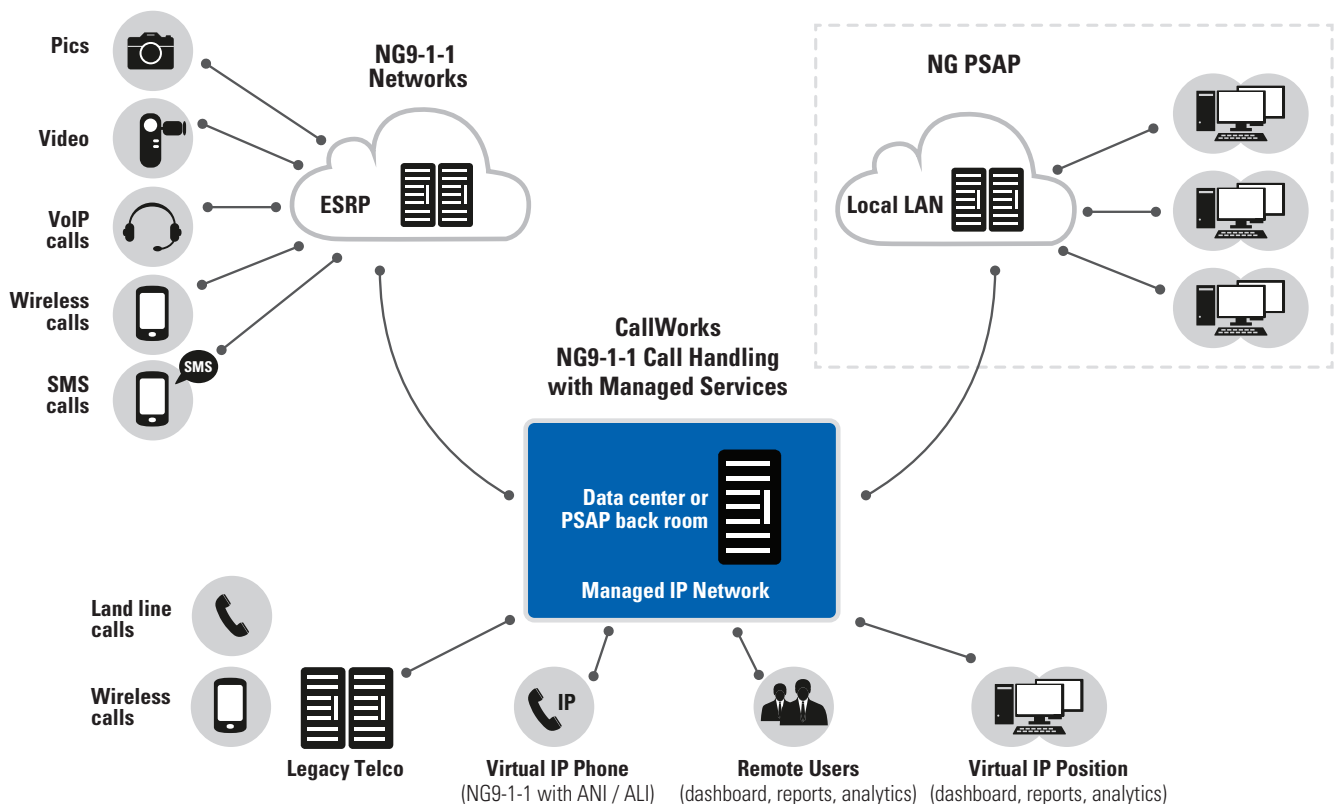 Pics
Video
VoIP
calls
Wireless
calls
SMS
calls
SMS
NG9-1-1
Networks
ESRP
NG PSAP
Local LAN
CallWorks
NG9-1-1 Call Handling
with Managed Services
Data center or
PSAP back room
Managed IP Network
Land line
calls
Wireless
calls
Legacy Telco
IP
Virtual IP Phone
(NG9-1-1 with ANI / ALI)
Remote Users
(dashboard, reports, analytics)
Virtual IP Position
(dashboard, reports, analytics)